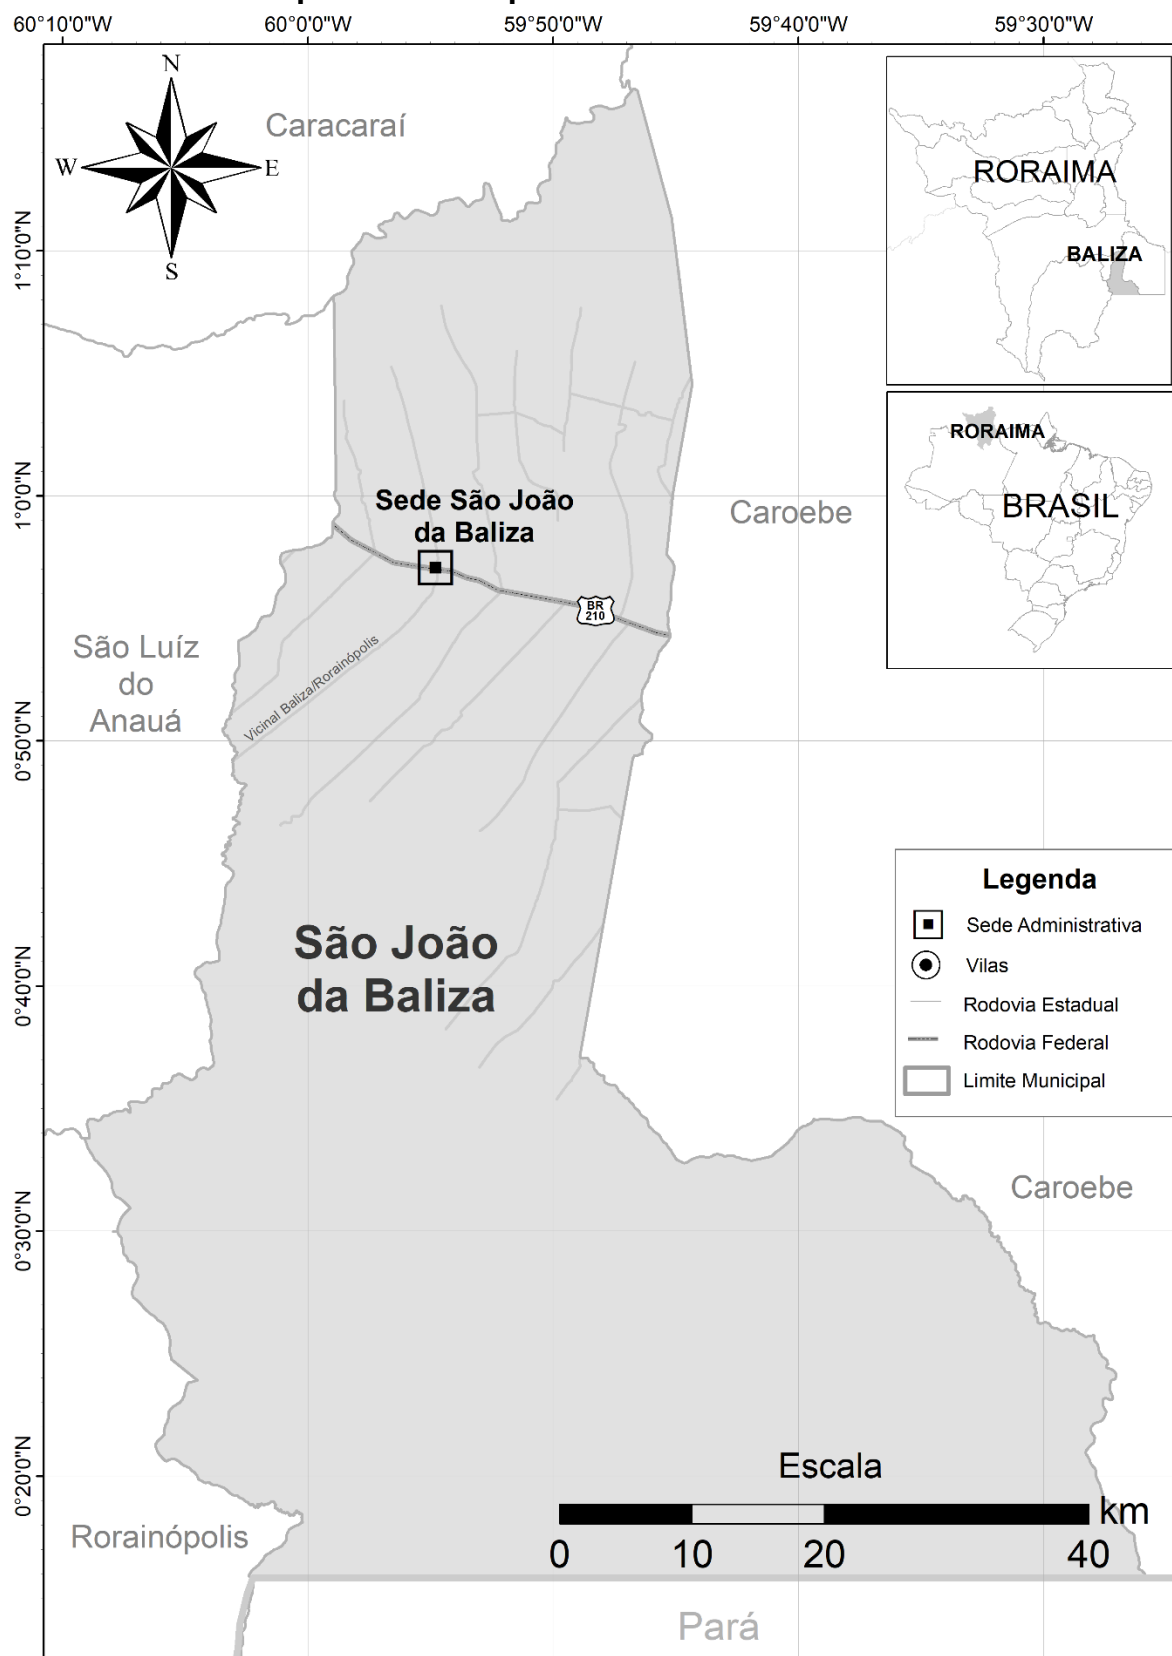 60°10'0"W
60°0'0"W
59°50'0"W
59°40'0"W
59°30'0"W
N
W
E
S
Caracaraí
RORAIMA
BALIZA
1°10'0"N
RORAIMA
BRASIL
1°0'0"N
Sede São João
da Baliza
Caroebe
BR
210
São Luíz
do
Anauá
Vicinal Baliza/Rorainópolis
0°50'0"N
Legenda
Sede Administrativa
Vilas
Rodovia Estadual
Rodovia Federal
Limite Municipal
São João
da Baliza
0°40'0"N
Caroebe
0°30'0"N
Escala
km
0 10 20 40
0°20'0"N
Rorainópolis
Pará